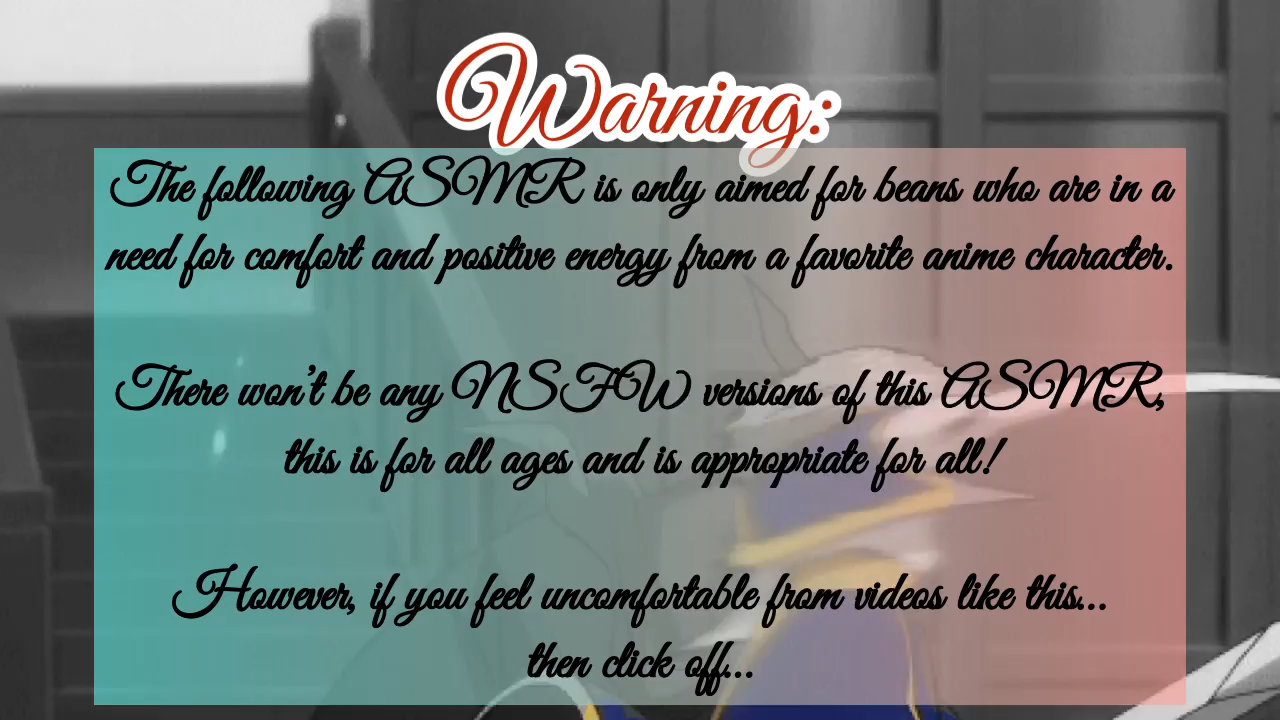 Warning:
The following ASMR is only aimed for beans who are in a
need for comfort and positive energy from a favorite anime character.
There won't be any NSFW versions of this ASMR,
this is for all ages and is appropriate for all!
However, if you feel uncomfortable from videos like this...
then click off...